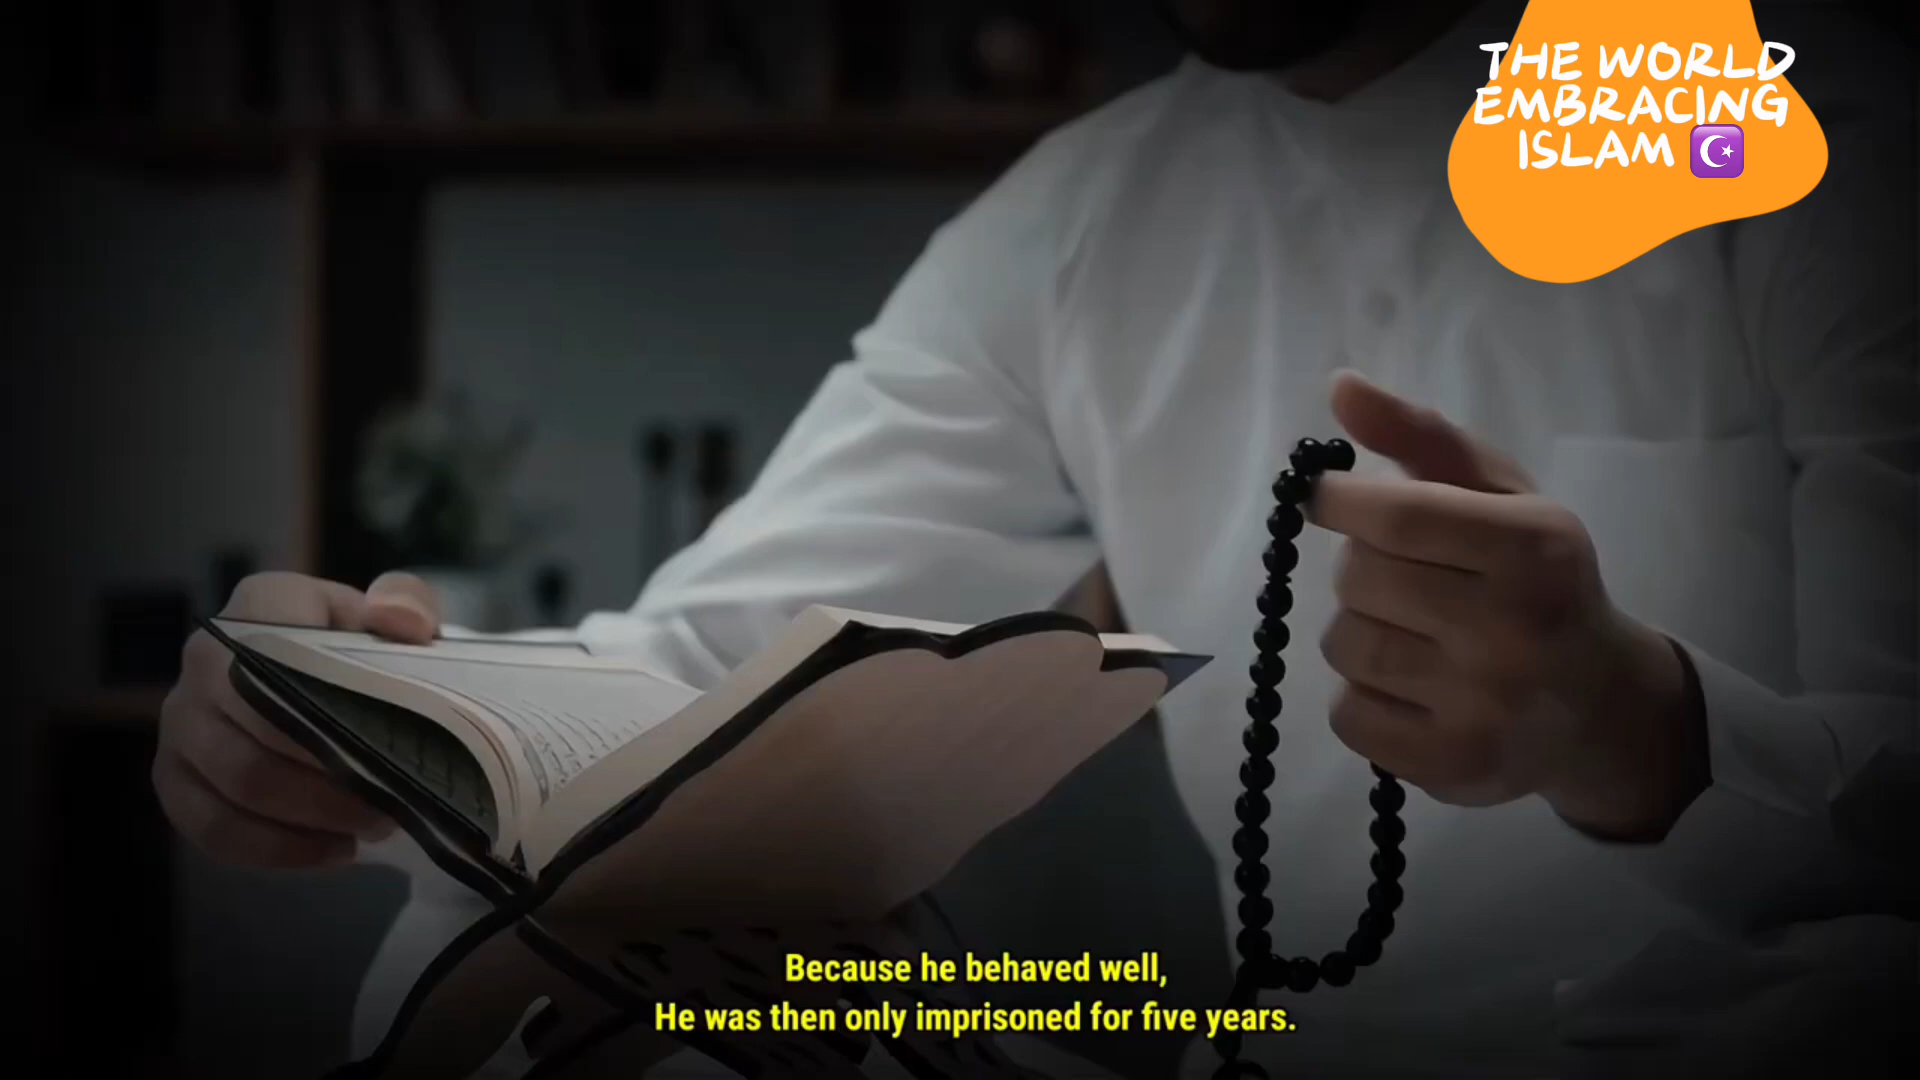 THE WORLD
EMBRACING
ISLAM ☪️
Because he behaved well,
He was then only imprisoned for five years.